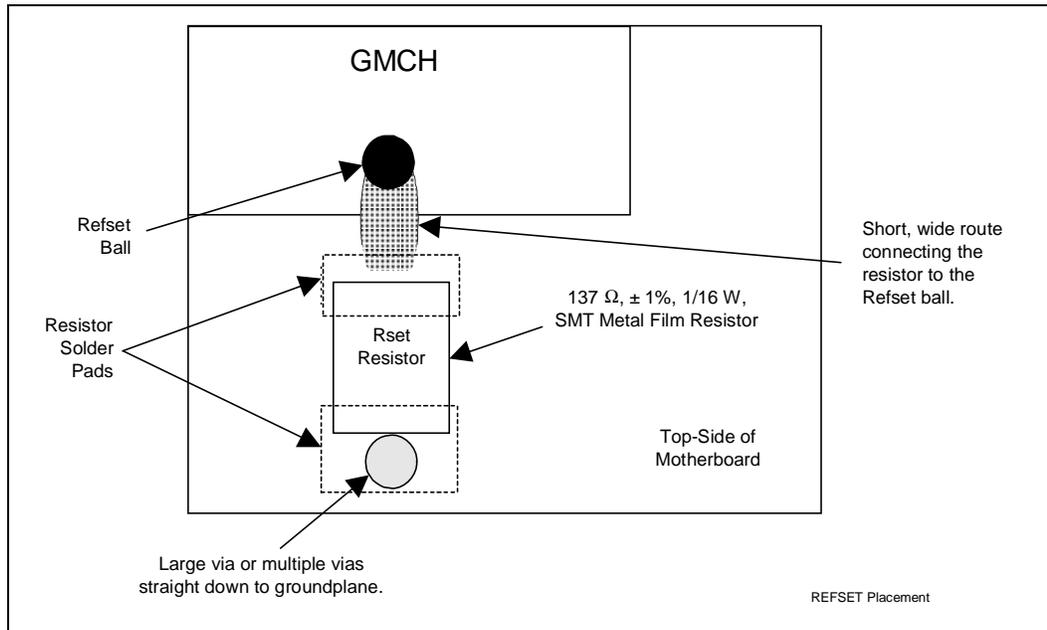 GMCH
Refset
Ball
Short, wide route
connecting the
resistor to the
Refset ball.
137 Ω, ± 1%, 1/16 W,
SMT Metal Film Resistor
Resistor
Solder
Pads
Rset
Resistor
Top-Side of
Motherboard
Large via or multiple vias
straight down to groundplane.
REFSET Placement